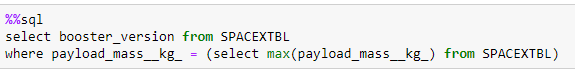 %%sql
select booster_version from SPACEXTBL
where payload_mass__kg_ = (select max(payload_mass__kg_) from SPACEXTBL)